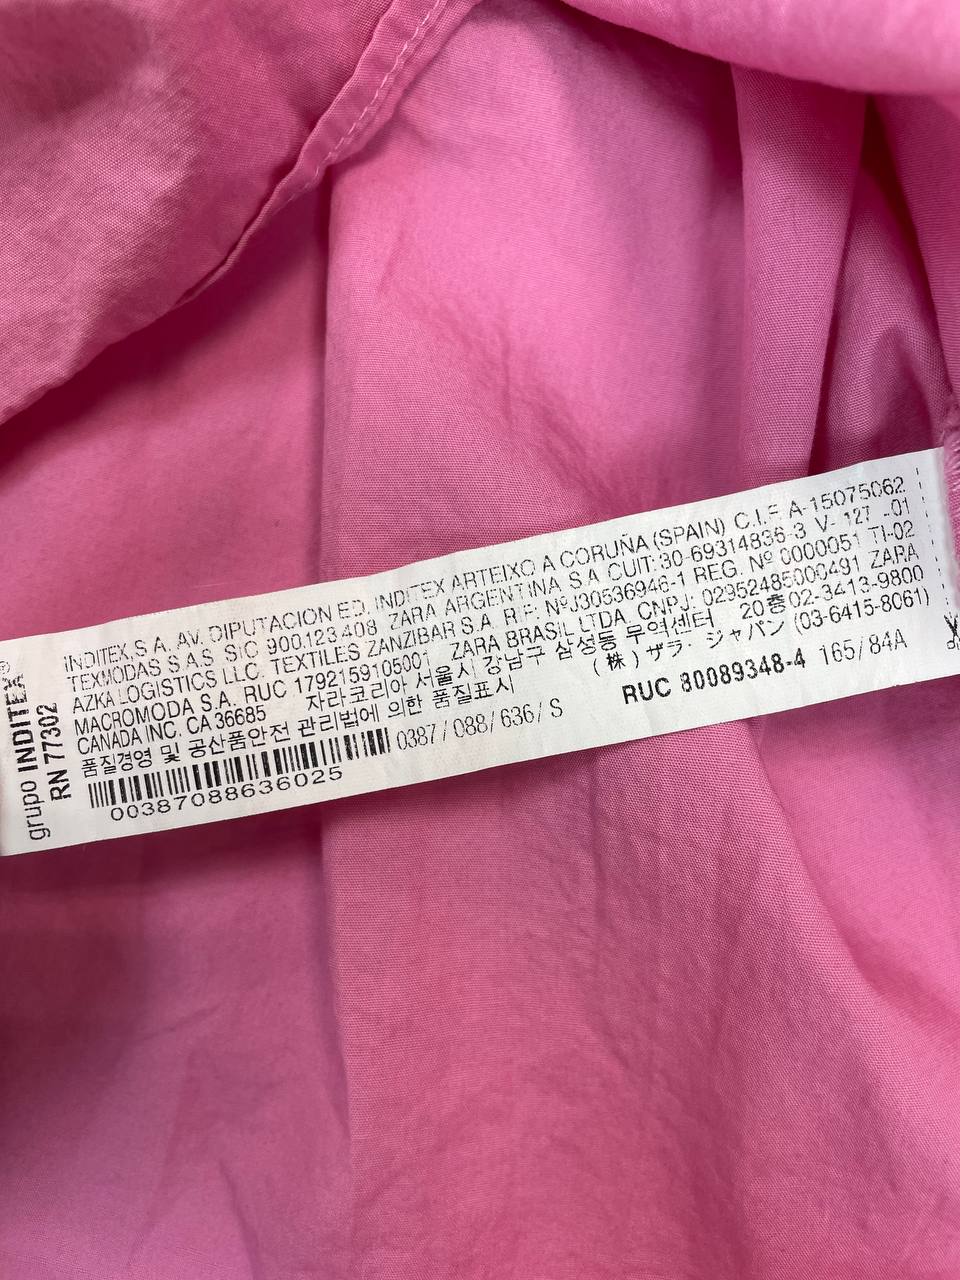 grupo INDITEX®
RN 77302
INDITEX, S.A. AV. DIPUTACION ED. INDITEX ARTEIXO A CORUÑA (SPAIN) C.I.F. A-15075062
TEXMODAS S.A.S. SIC 900.123.408 ZARA ARGENTINA S.A CUIT:30-69314836-3 V-
AZKA LOGISTICS LLC. TEXTILES ZANZIBAR S.A. RIF: Nº J30536946-1 REG. Nº 0000051 TI-02
MACROMODA S.A. RUC 1792159105001 ZARA BRASIL LTDA. CNPJ: 02952485000491 ZARA
CANADA INC. CA 36685 자라코리아 서울시 강남구 삼성동 무역센터 20층 02-3413-9800
품질경영 및 공산품안전 관리법에 의한 품질표시 (株) ザラ・ジャパン (03-6415-8061)
0387 / 088 / 636 / S RUC 80089348-4 165/84A
00387088636025